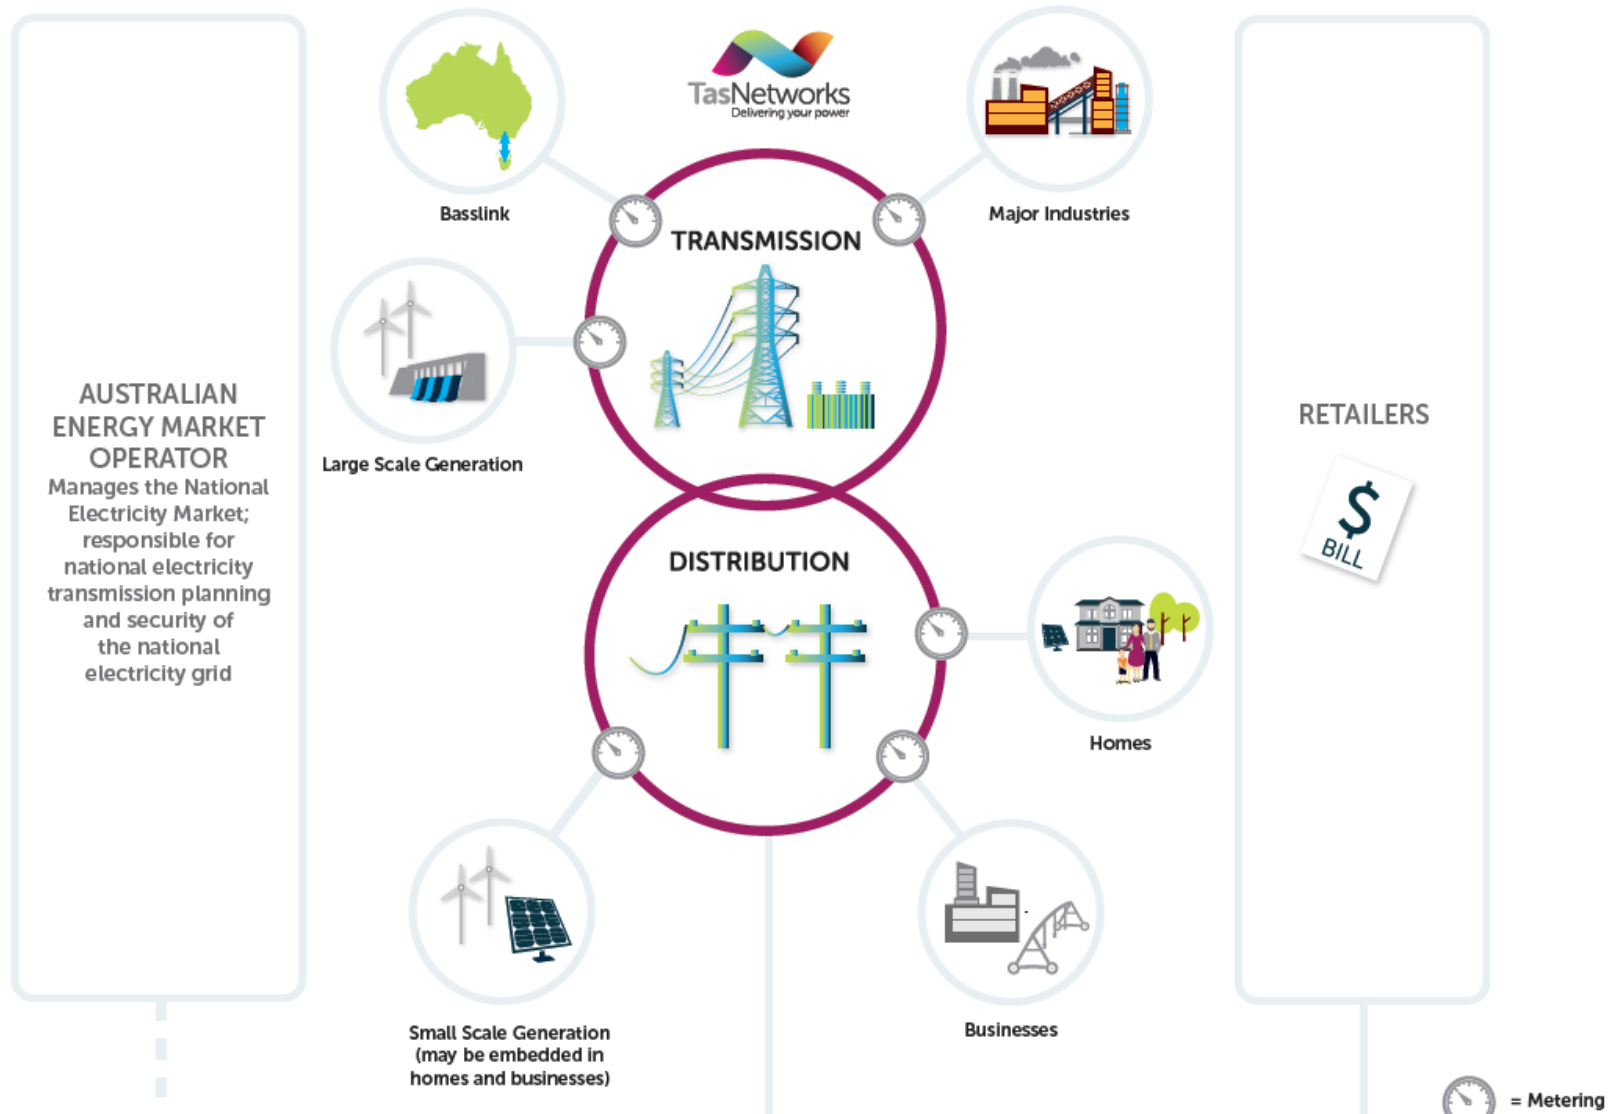 TasNetworks
Delivering your power
Basslink
Major Industries
TRANSMISSION
Large Scale Generation
AUSTRALIAN
ENERGY MARKET
OPERATOR
Manages the National
Electricity Market;
responsible for
national electricity
transmission planning
and security of
the national
electricity grid
RETAILERS
$
BILL
DISTRIBUTION
Homes
Small Scale Generation
(may be embedded in
homes and businesses)
Businesses
= Metering